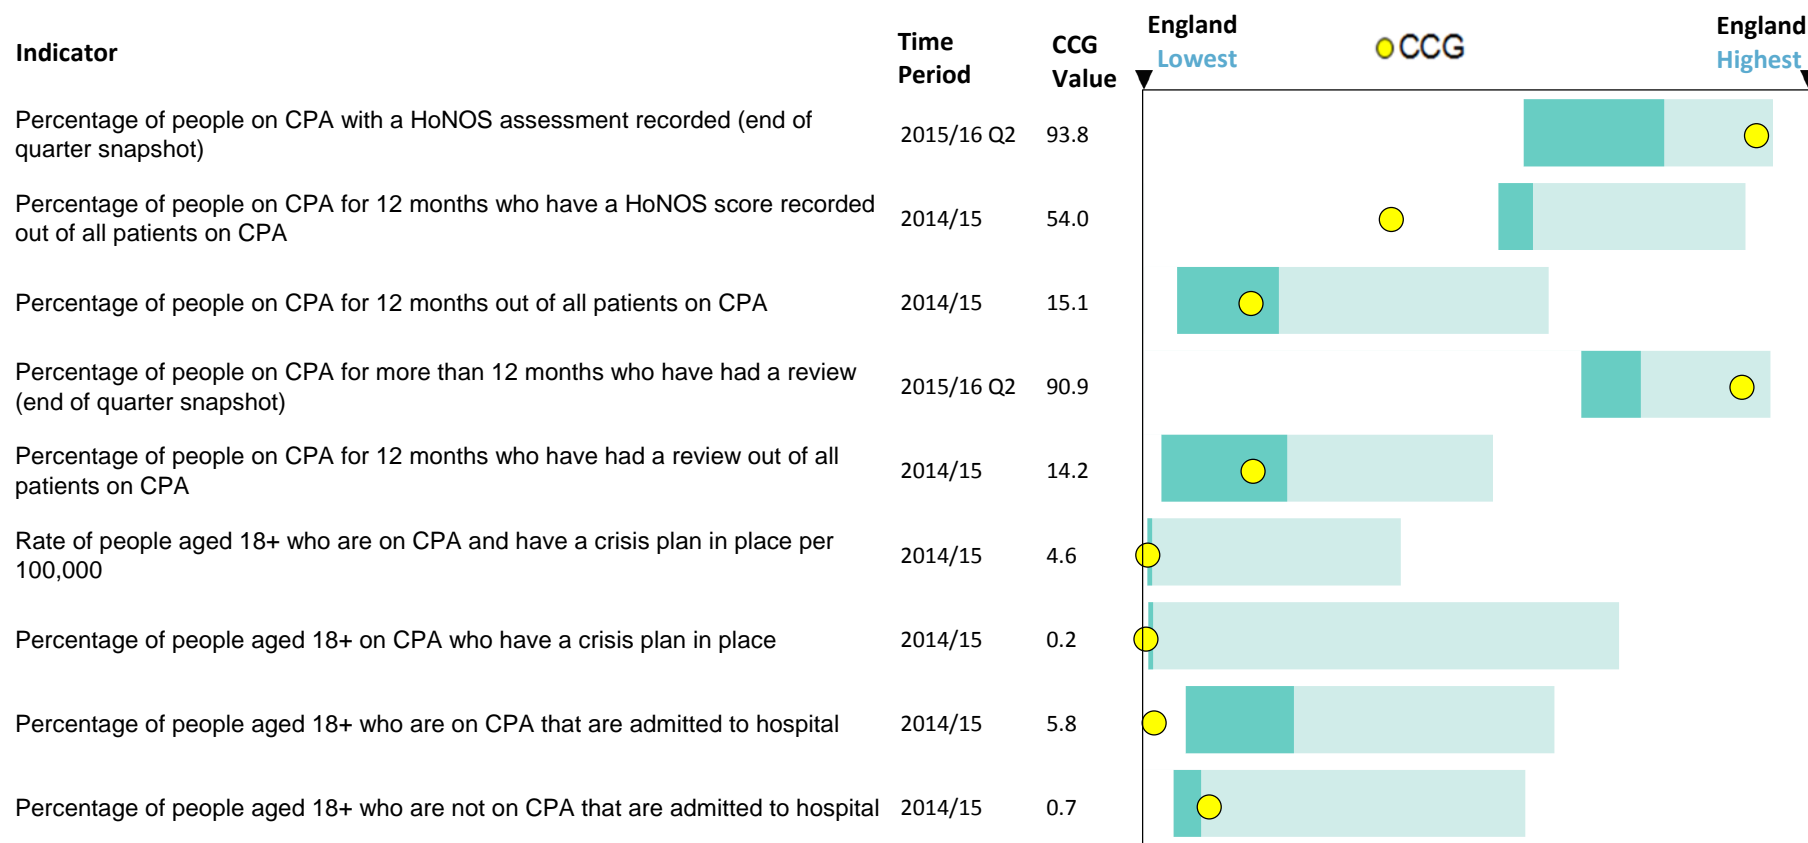 Indicator
Time
Period
CCG
Value
England
Lowest
CCG
England
Highest
Percentage of people on CPA with a HoNOS assessment recorded (end of
quarter snapshot)
2015/16 Q2
93.8
Percentage of people on CPA for 12 months who have a HoNOS score recorded
out of all patients on CPA
2014/15
54.0
Percentage of people on CPA for 12 months out of all patients on CPA
2014/15
15.1
Percentage of people on CPA for more than 12 months who have had a review
(end of quarter snapshot)
2015/16 Q2
90.9
Percentage of people on CPA for 12 months who have had a review out of all
patients on CPA
2014/15
14.2
Rate of people aged 18+ who are on CPA and have a crisis plan in place per
100,000
2014/15
4.6
Percentage of people aged 18+ on CPA who have a crisis plan in place
2014/15
0.2
Percentage of people aged 18+ who are on CPA that are admitted to hospital
2014/15
5.8
Percentage of people aged 18+ who are not on CPA that are admitted to hospital
2014/15
0.7